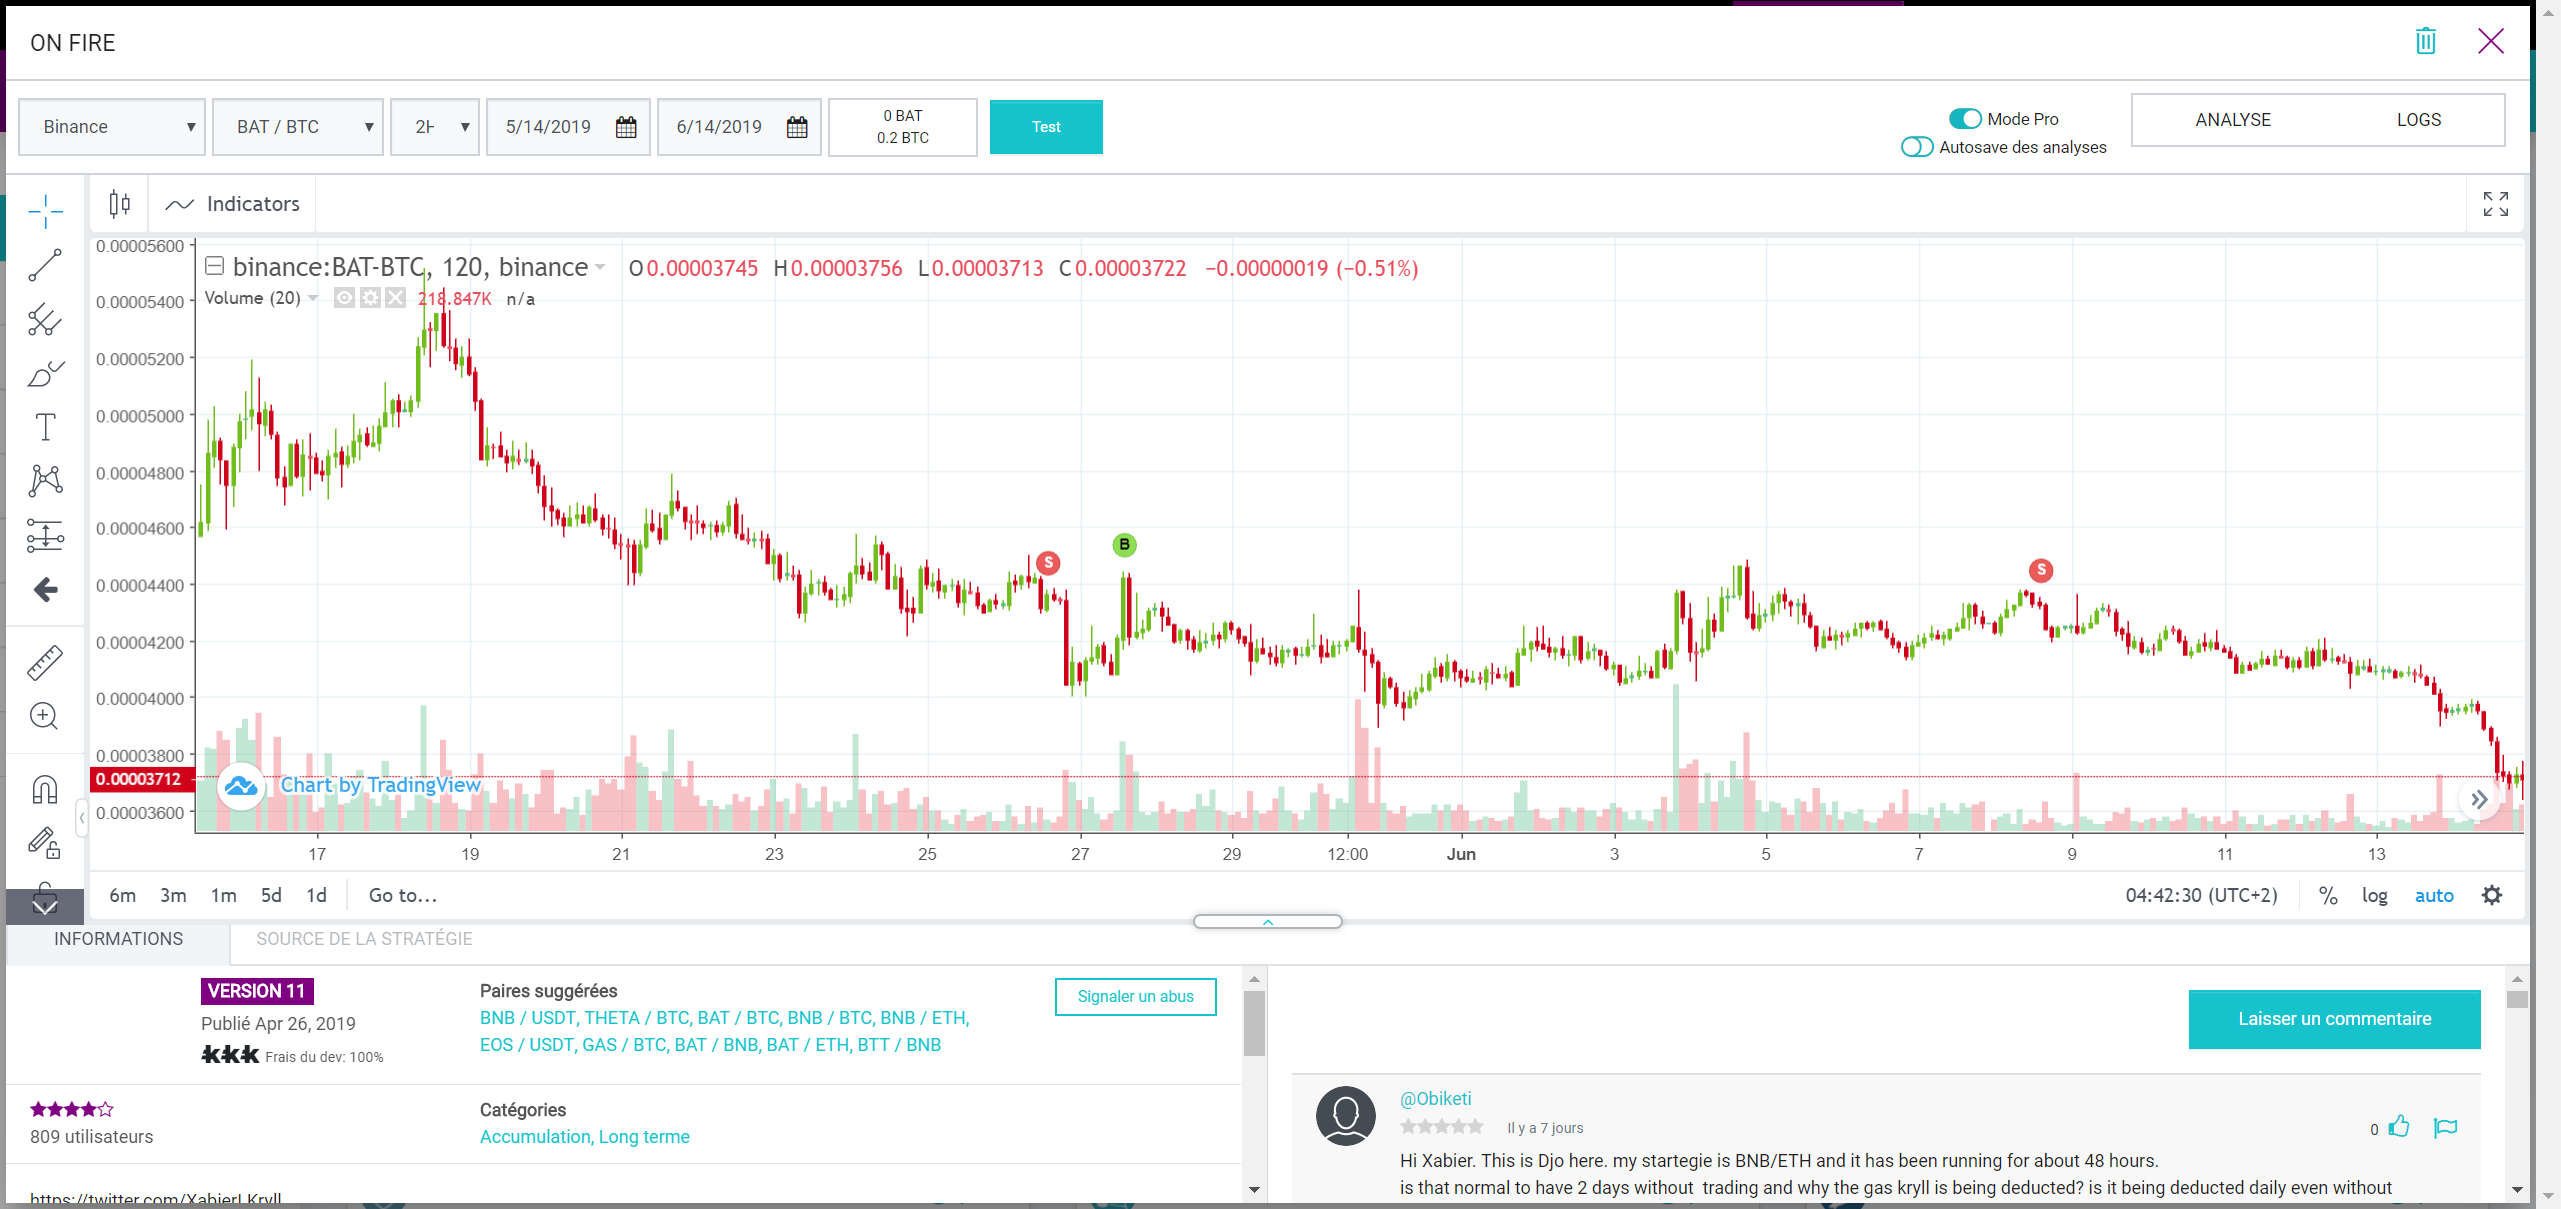 ON FIRE
Binance ▼ BAT / BTC ▼ 2H ▼ 5/14/2019 6/14/2019 0 BAT 0.2 BTC Test
Mode Pro
Autosave des analyses
ANALYSE LOGS
Indicators
binance:BAT-BTC, 120, binance O0.00003745 H0.00003756 L0.00003713 C0.00003722 −0.00000019 (−0.51%)
Volume (20) 218.847K n/a
0.00005600
0.00005400
0.00005200
0.00005000
0.00004800
0.00004600
0.00004400
0.00004200
0.00004000
0.00003800
0.00003712
0.00003600
S
B
S
Chart by TradingView
17 19 21 23 25 27 29 12:00 Jun 3 5 7 9 11 13
6m 3m 1m 5d 1d Go to... 04:42:30 (UTC+2) % log auto
INFORMATIONS SOURCE DE LA STRATÉGIE
VERSION 11
Publié Apr 26, 2019
Frais du dev: 100%
Paires suggérées
BNB / USDT, THETA / BTC, BAT / BTC, BNB / BTC, BNB / ETH,
EOS / USDT, GAS / BTC, BAT / BNB, BAT / ETH, BTT / BNB
Signaler un abus
809 utilisateurs
Catégories
Accumulation, Long terme
https://twitter.com/XabierLKryll
Laisser un commentaire
@Obiketi
Il y a 7 jours
0
Hi Xabier. This is Djo here. my startegie is BNB/ETH and it has been running for about 48 hours.
is that normal to have 2 days without trading and why the gas kryll is being deducted? is it being deducted daily even without